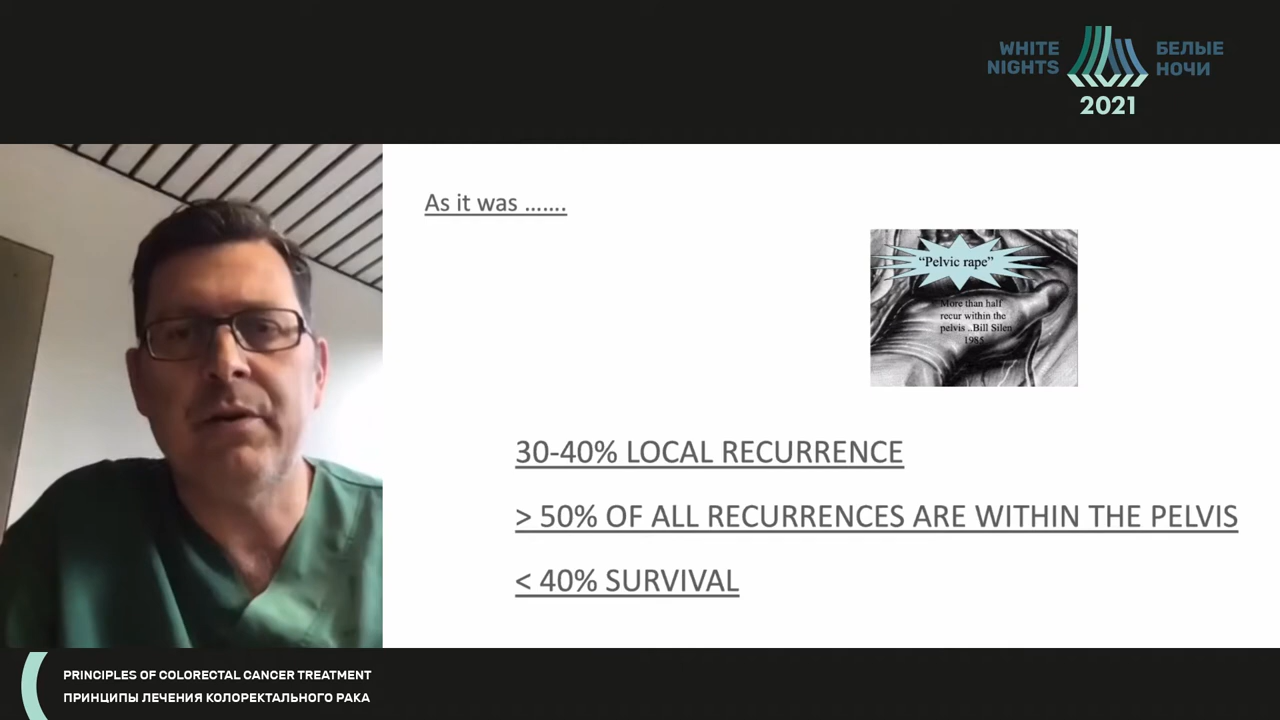 WHITE
NIGHTS
БЕЛЫЕ
НОЧИ
2021
As it was …….
“Pelvic rape”
More than half
recur within the
pelvis ..Bill Silen
1985
30-40% LOCAL RECURRENCE
> 50% OF ALL RECURRENCES ARE WITHIN THE PELVIS
< 40% SURVIVAL
PRINCIPLES OF COLORECTAL CANCER TREATMENT
ПРИНЦИПЫ ЛЕЧЕНИЯ КОЛОРЕКТАЛЬНОГО РАКА